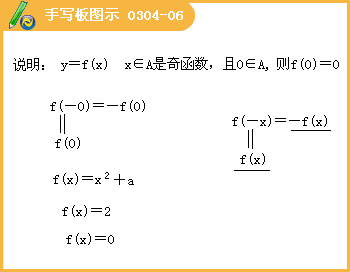 手写板图示 0304-06
说明： y＝f(x)  x∈A是奇函数，且0∈A, 则f(0)＝0
f(－0)＝－f(0)
‖
f(0)
f(－x)＝－f(x)
‖
f(x)
f(x)＝x²＋a
f(x)＝2
f(x)＝0